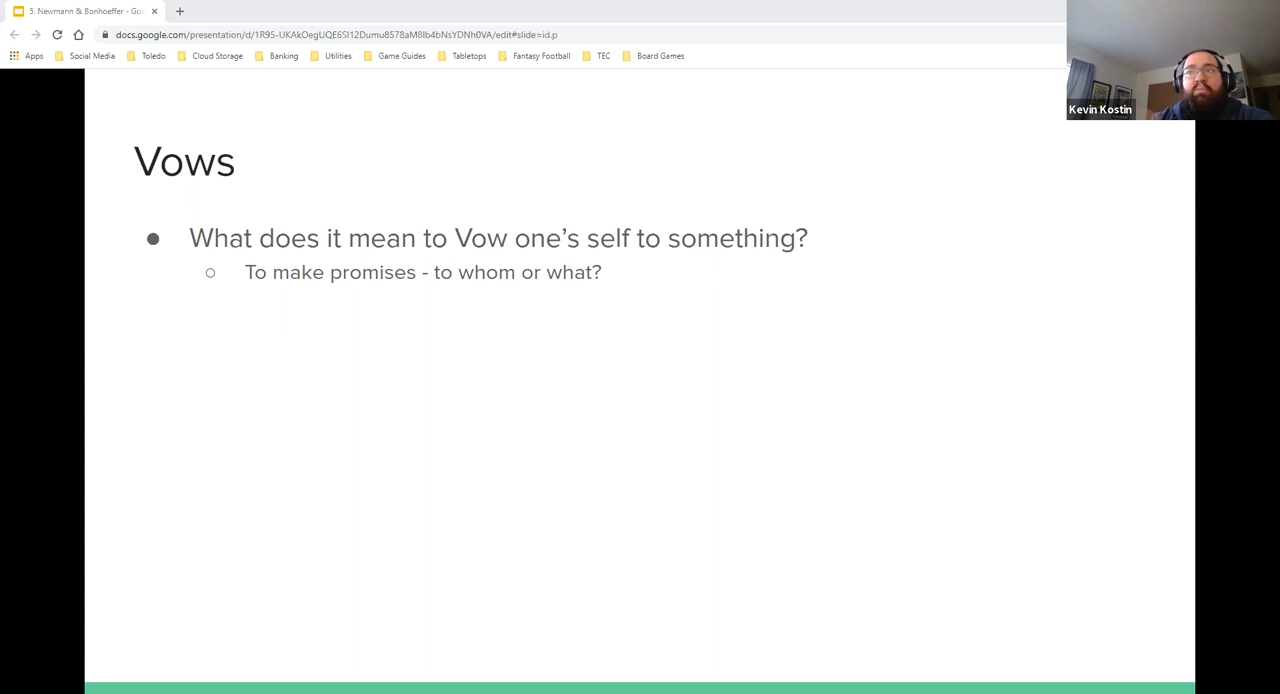 5. Newmann & Bonhoeffer - Go
docs.google.com/presentation/d/1R95-UKAkOegUQE6SI12Dumu8578aM8Ib4bNsYDNh0VA/edit#slide=id.p
Apps Social Media Toledo Cloud Storage Banking Utilities Game Guides Tabletops Fantasy Football TEC Board Games
Kevin Kostin
Vows
● What does it mean to Vow one’s self to something?
○ To make promises - to whom or what?